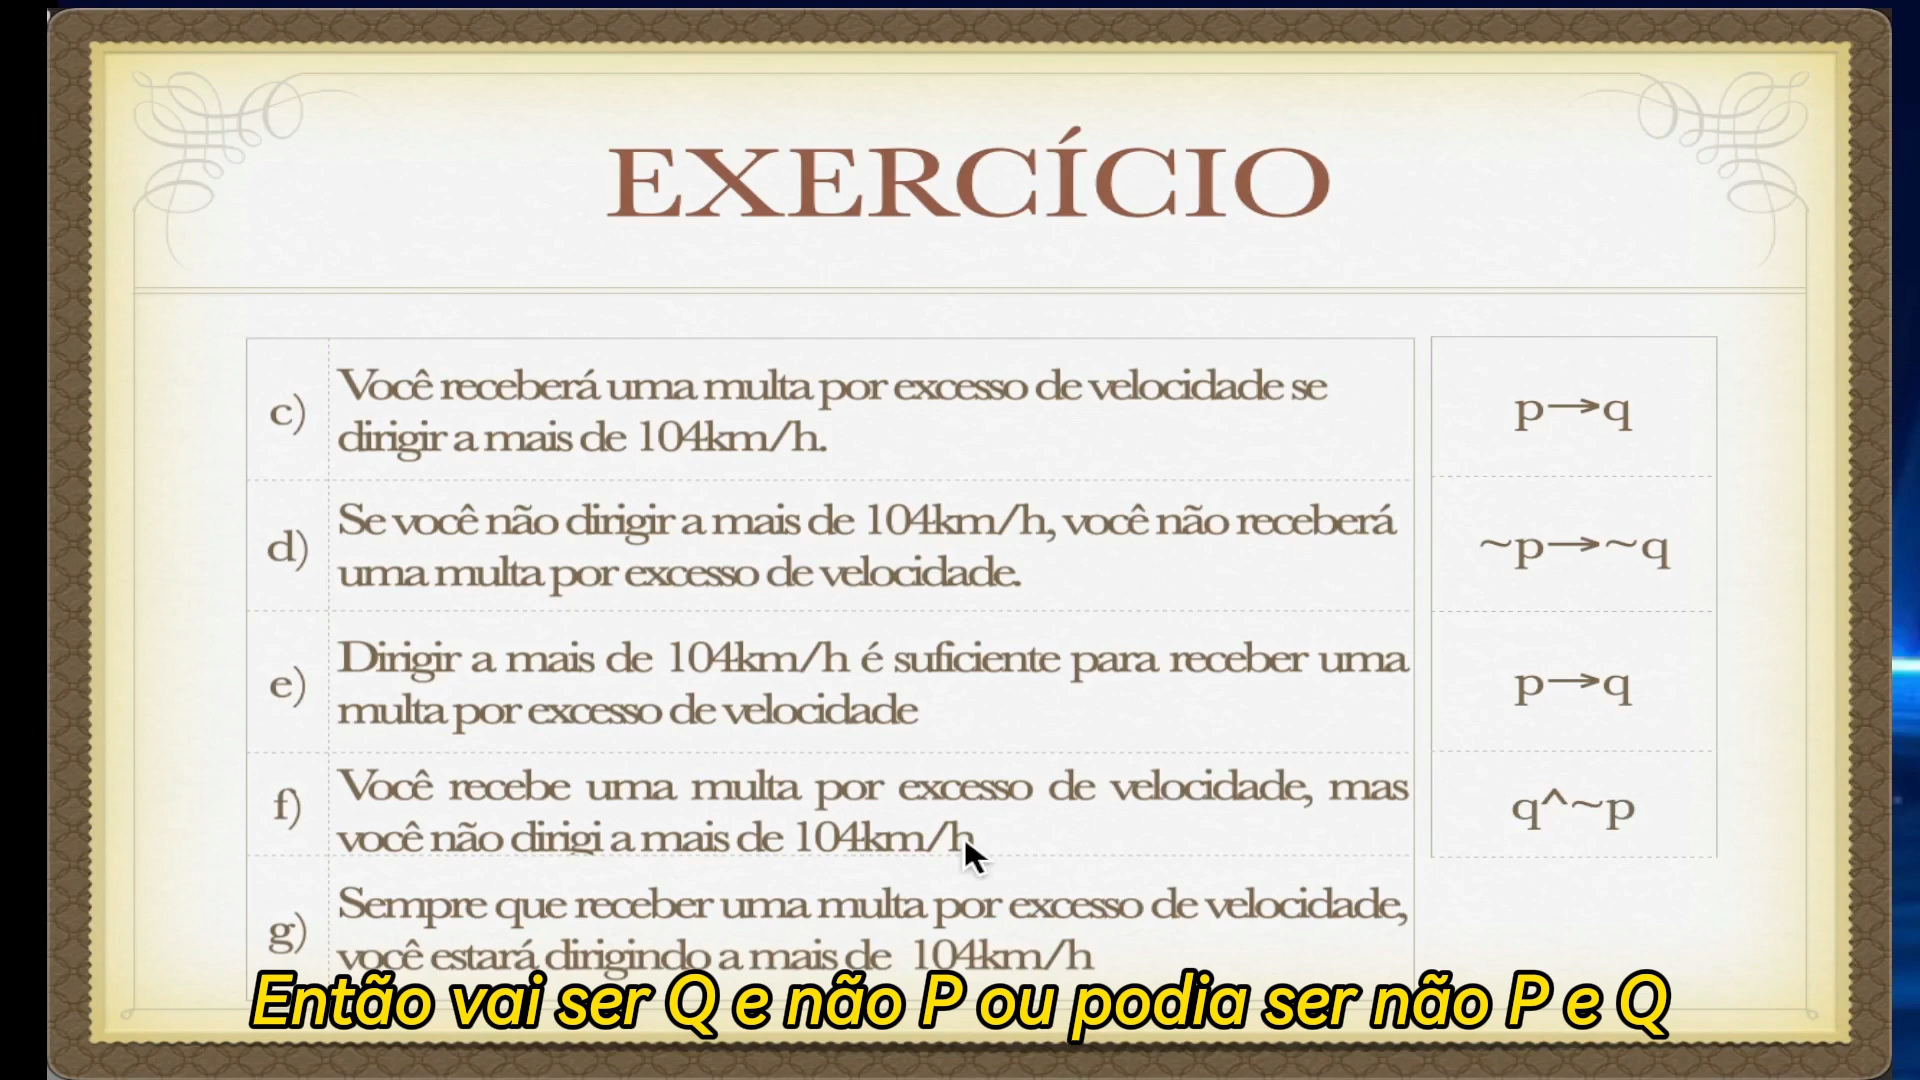 EXERCÍCIO
c)
Você receberá uma multa por excesso de velocidade se
dirigir a mais de 104km/h.
p→q
d)
Se você não dirigir a mais de 104km/h, você não receberá
uma multa por excesso de velocidade.
~p→~q
e)
Dirigir a mais de 104km/h é suficiente para receber uma
multa por excesso de velocidade
p→q
f)
Você recebe uma multa por excesso de velocidade, mas
você não dirigi a mais de 104km/h
q^~p
g)
Sempre que receber uma multa por excesso de velocidade,
você estará dirigindo a mais de 104km/h
Então vai ser Q e não P ou podia ser não P e Q